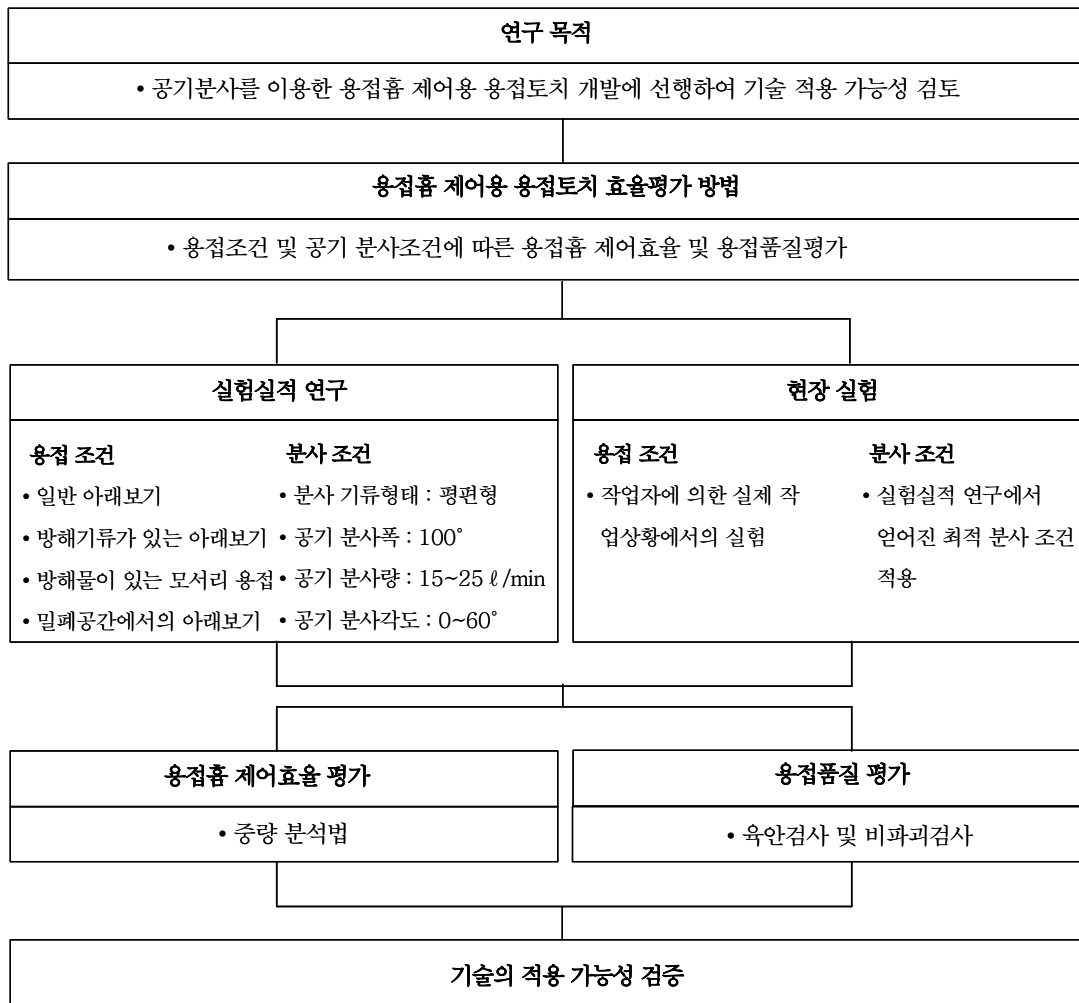 연구 목적
• 공기분사를 이용한 용접흄 제어용 용접토치 개발에 선행하여 기술 적용 가능성 검토
용접흄 제어용 용접토치 효율평가 방법
• 용접조건 및 공기 분사조건에 따른 용접흄 제어효율 및 용접품질평가
실험실적 연구
용접 조건
• 일반 아래보기
• 방해기류가 있는 아래보기
• 방해물이 있는 모서리 용접
• 밀폐공간에서의 아래보기
분사 조건
• 분사 기류형태 : 평편형
• 공기 분사폭 : 100°
• 공기 분사량 : 15~25 ℓ/min
• 공기 분사각도 : 0~60°
현장 실험
용접 조건
• 작업자에 의한 실제 작
업상황에서의 실험
분사 조건
• 실험실적 연구에서
얻어진 최적 분사 조건
적용
용접흄 제어효율 평가
• 중량 분석법
용접품질 평가
• 육안검사 및 비파괴검사
기술의 적용 가능성 검증